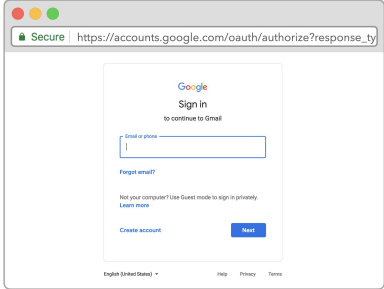 Secure https://accounts.google.com/oauth/authorize?response_ty
Google
Sign in
to continue to Gmail
Email or phone
Forgot email?
Not your computer? Use Guest mode to sign in privately.
Learn more
Create account Next
English (United States) Help Privacy Terms